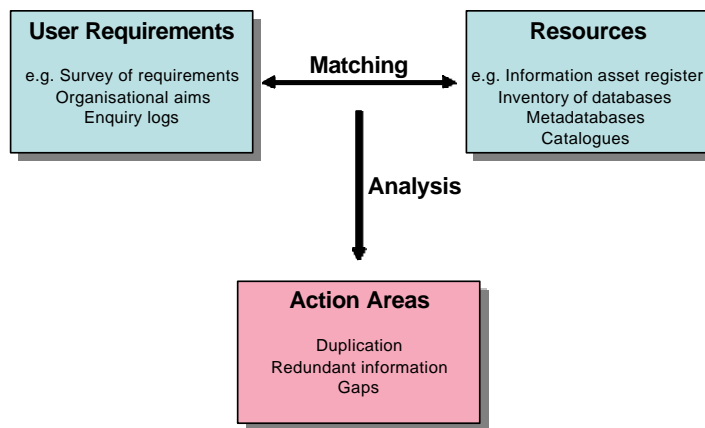 User Requirements
e.g. Survey of requirements
Organisational aims
Enquiry logs
Matching
Resources
e.g. Information asset register
Inventory of databases
Metadatabases
Catalogues
Analysis
Action Areas
Duplication
Redundant information
Gaps